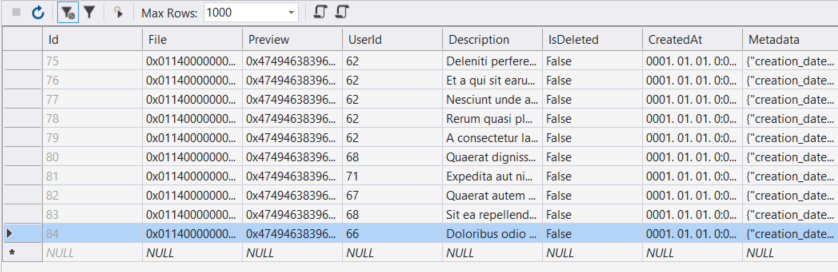 Max Rows: 1000
Id File Preview UserId Description IsDeleted CreatedAt Metadata
75 0x01140000000... 0x47494638396... 62 Deleniti perfere... False 0001. 01. 01. 0:0... {"creation_date...
76 0x01140000000... 0x47494638396... 62 Et a qui sit earu... False 0001. 01. 01. 0:0... {"creation_date...
77 0x01140000000... 0x47494638396... 62 Nesciunt unde a... False 0001. 01. 01. 0:0... {"creation_date...
78 0x01140000000... 0x47494638396... 62 Rerum quasi pl... False 0001. 01. 01. 0:0... {"creation_date...
79 0x01140000000... 0x47494638396... 62 A consectetur la... False 0001. 01. 01. 0:0... {"creation_date...
80 0x01140000000... 0x47494638396... 68 Quaerat digniss... False 0001. 01. 01. 0:0... {"creation_date...
81 0x01140000000... 0x47494638396... 71 Expedita aut ni... False 0001. 01. 01. 0:0... {"creation_date...
82 0x01140000000... 0x47494638396... 67 Quaerat autem ... False 0001. 01. 01. 0:0... {"creation_date...
83 0x01140000000... 0x47494638396... 68 Sit ea repellend... False 0001. 01. 01. 0:0... {"creation_date...
84 0x01140000000... 0x47494638396... 66 Doloribus odio ... False 0001. 01. 01. 0:0... {"creation_date...
NULL NULL NULL NULL NULL NULL NULL NULL